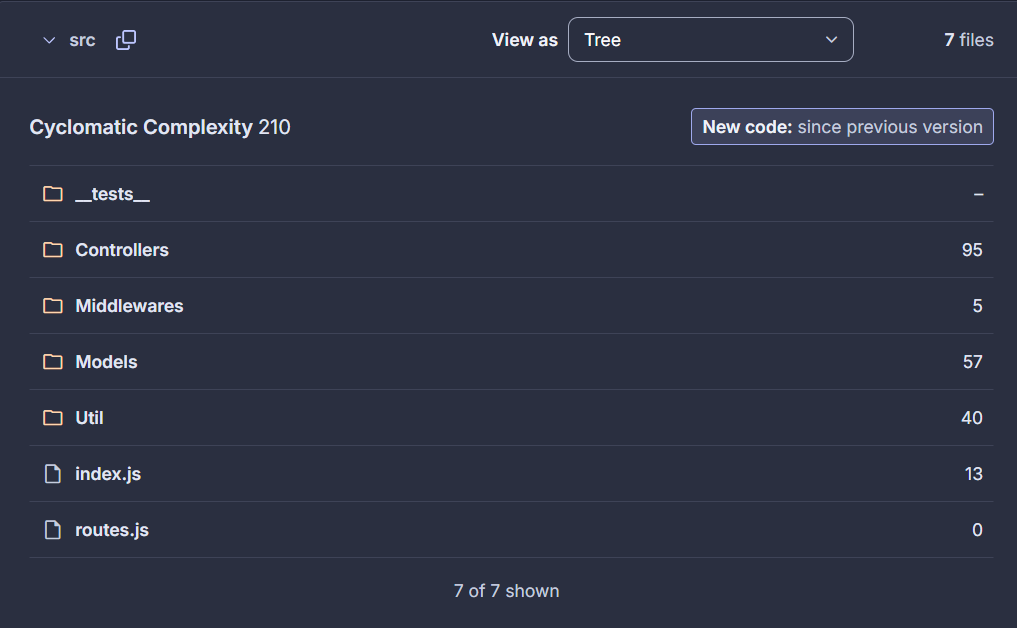 src View as Tree 7 files
Cyclomatic Complexity 210 New code: since previous version
__tests__ –
Controllers 95
Middlewares 5
Models 57
Util 40
index.js 13
routes.js 0
7 of 7 shown